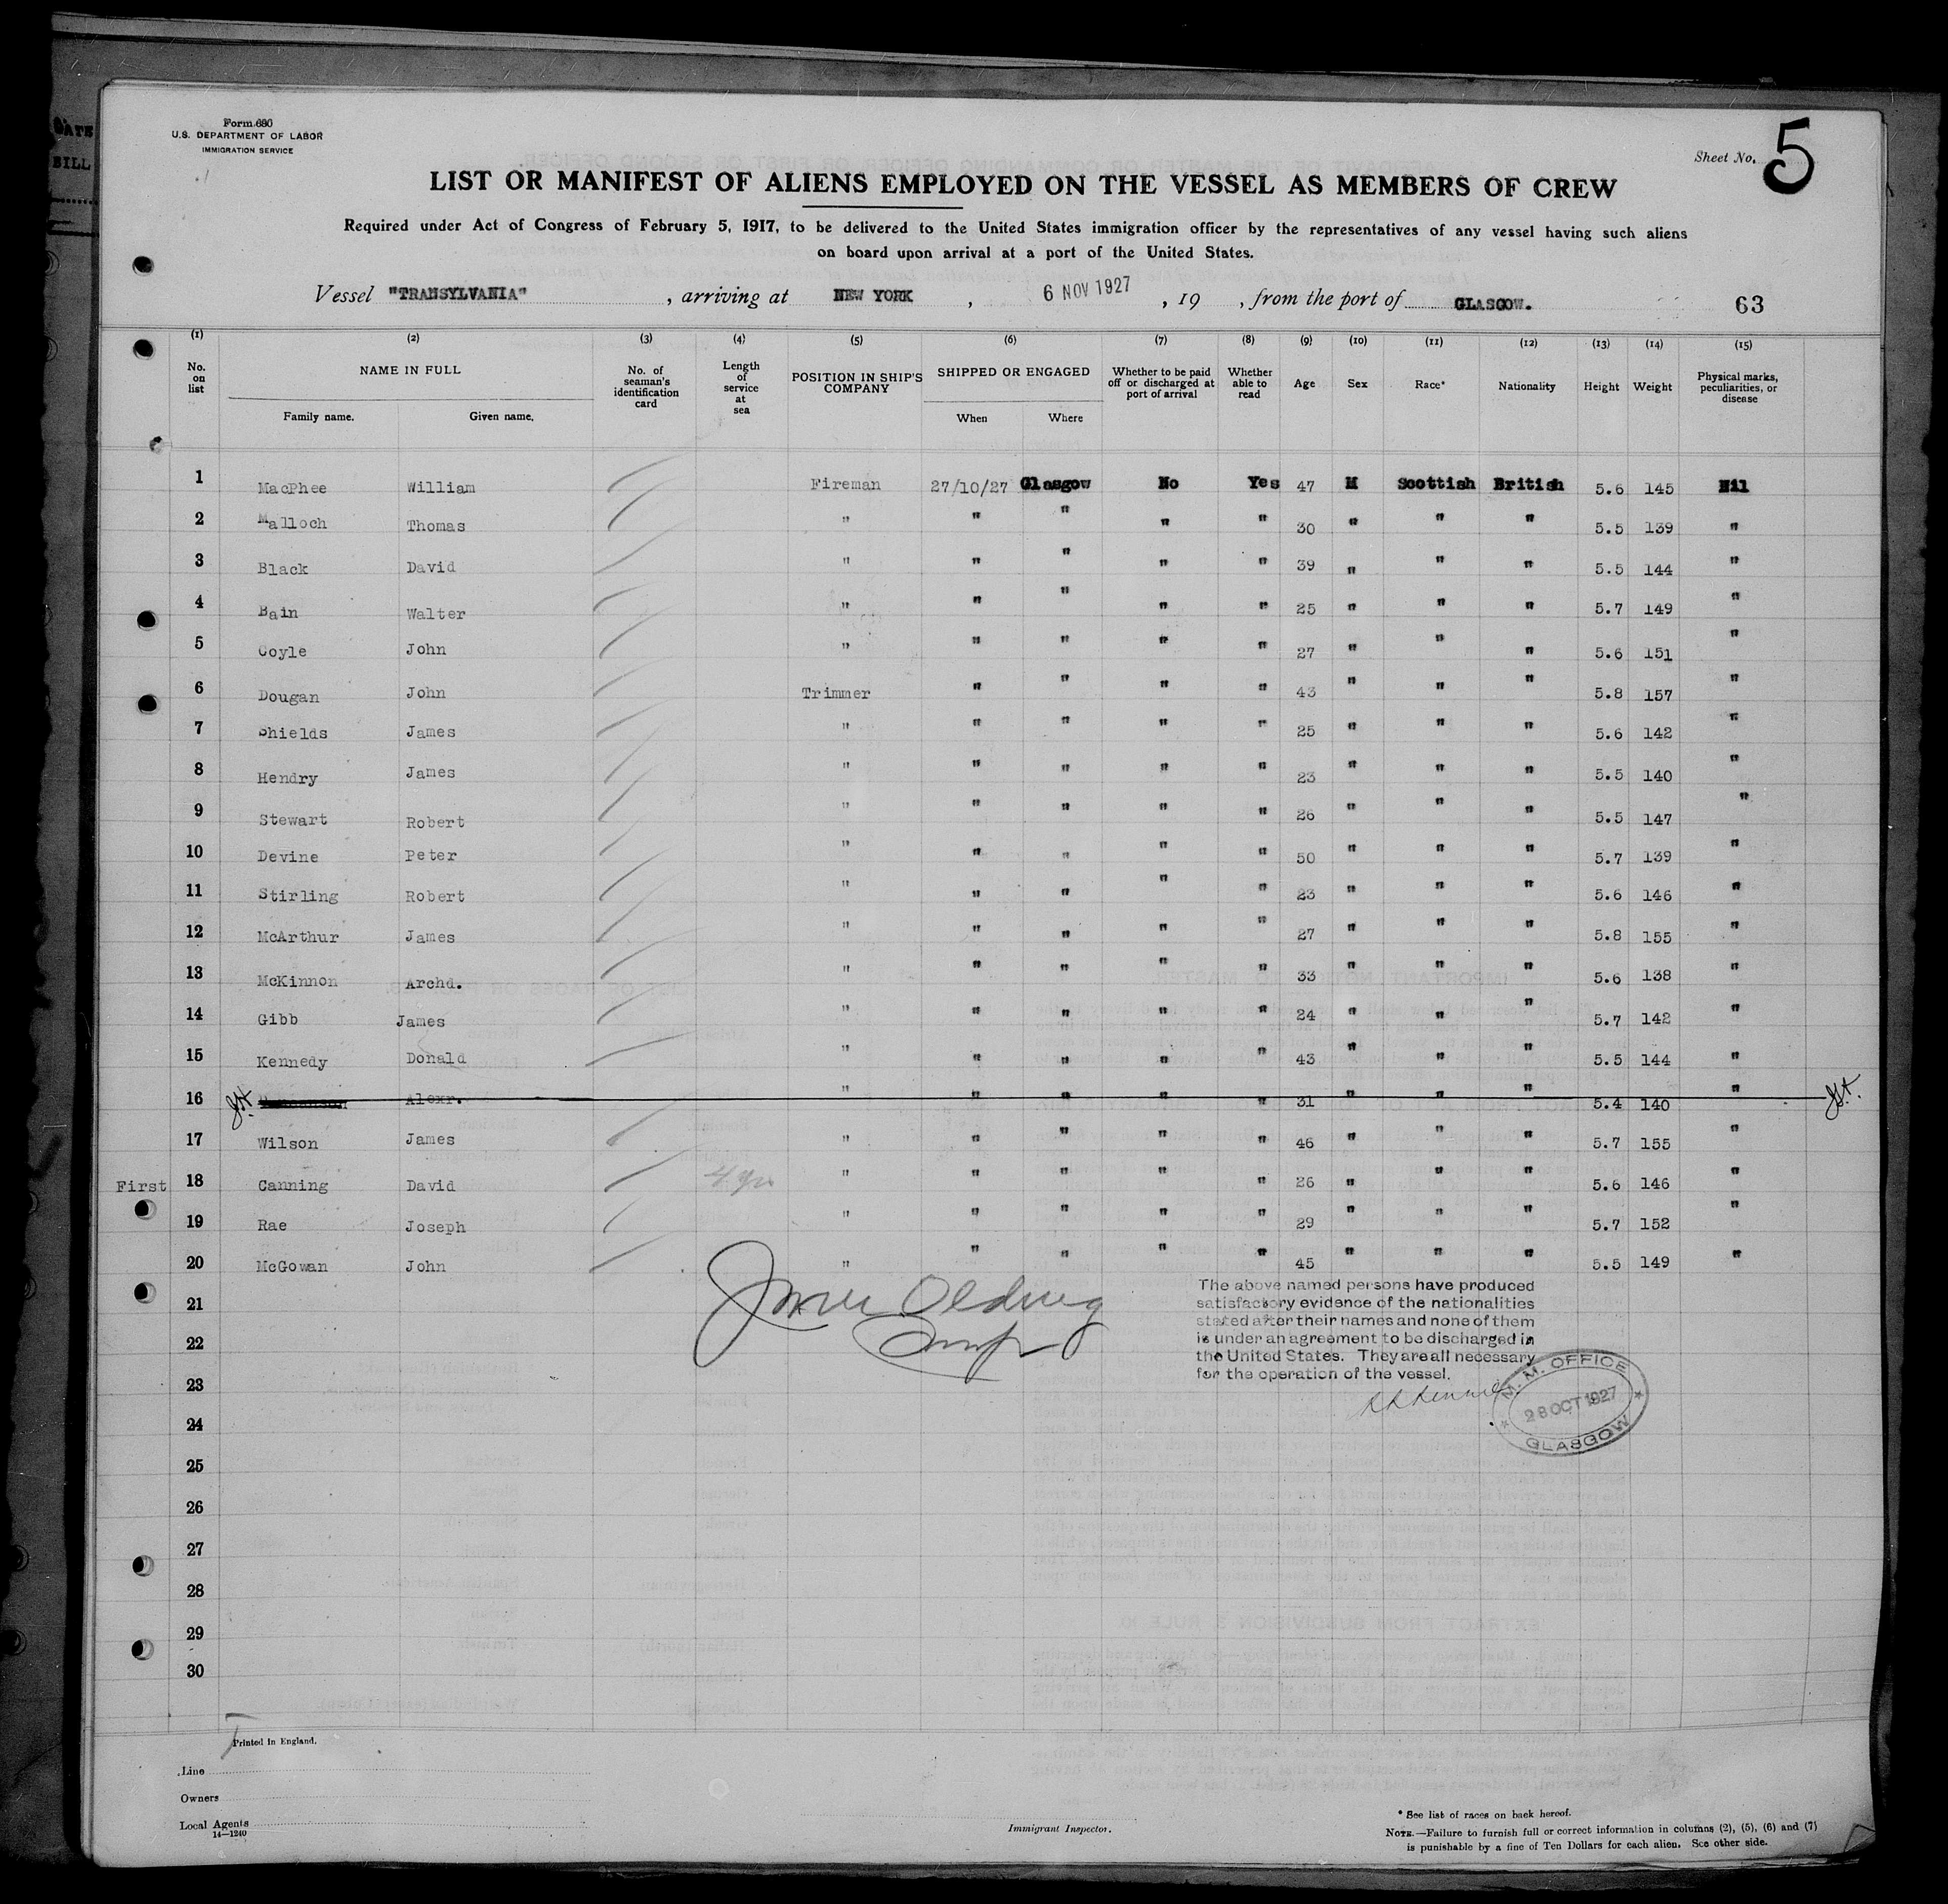 ATE
BILL
Form 680
U.S. DEPARTMENT OF LABOR
IMMIGRATION SERVICE
Sheet No. 5
LIST OR MANIFEST OF ALIENS EMPLOYED ON THE VESSEL AS MEMBERS OF CREW
Required under Act of Congress of February 5, 1917, to be delivered to the United States immigration officer by the representatives of any vessel having such aliens
on board upon arrival at a port of the United States.
Vessel "TRANSYLVANIA" , arriving at NEW YORK , 6 NOV 1927 , 19 , from the port of GLASGOW. 63
(1) (2) (3) (4) (5) (6) (7) (8) (9) (10) (11) (12) (13) (14) (15)
No. on list NAME IN FULL Family name. Given name. No. of seaman's identification card Length of service at sea POSITION IN SHIP'S COMPANY SHIPPED OR ENGAGED When Where Whether to be paid off or discharged at port of arrival Whether able to read Age Sex Race* Nationality Height Weight Physical marks, peculiarities, or disease
1 MacPhee William Fireman 27/10/27 Glasgow No Yes 47 M Scottish British 5.6 145 Nil
2 Malloch Thomas " " " " " 30 " " " 5.5 139 "
3 Black David " " " " " 39 " " " 5.5 144 "
4 Bain Walter " " " " " 25 " " " 5.7 149 "
5 Coyle John " " " " " 27 " " " 5.6 151 "
6 Dougan John Trimmer " " " " 43 " " " 5.8 157 "
7 Shields James " " " " " 25 " " " 5.6 142 "
8 Hendry James " " " " " 23 " " " 5.5 140 "
9 Stewart Robert " " " " " 26 " " " 5.5 147 "
10 Devine Peter " " " " " 50 " " " 5.7 139 "
11 Stirling Robert " " " " " 23 " " " 5.6 146 "
12 McArthur James " " " " " 27 " " " 5.8 155 "
13 McKinnon Archd. " " " " " 33 " " " 5.6 138 "
14 Gibb James " " " " " 24 " " " 5.7 142 "
15 Kennedy Donald " " " " " 43 " " " 5.5 144 "
16 Alexr. " " " " " 31 " " " 5.4 140 "
17 Wilson James " " " " " 46 " " " 5.7 155 "
First 18 Canning David " " " " " 26 " " " 5.6 146 "
19 Rae Joseph " " " " " 29 " " " 5.7 152 "
20 McGowan John " " " " " 45 " " " 5.5 149 "
21
22
23
24
25
26
27
28
29
30
The above named persons have produced
satisfactory evidence of the nationalities
stated after their names and none of them
is under an agreement to be discharged in
the United States. They are all necessary
for the operation of the vessel.
M. M. OFFICE
28 OCT 1927
GLASGOW
Printed in England.
Line
Owners
Local Agents
14—1240
Immigrant Inspector.
* See list of races on back hereof.
NOTE.—Failure to furnish full or correct information in columns (2), (5), (6) and (7)
is punishable by a fine of Ten Dollars for each alien. See other side.